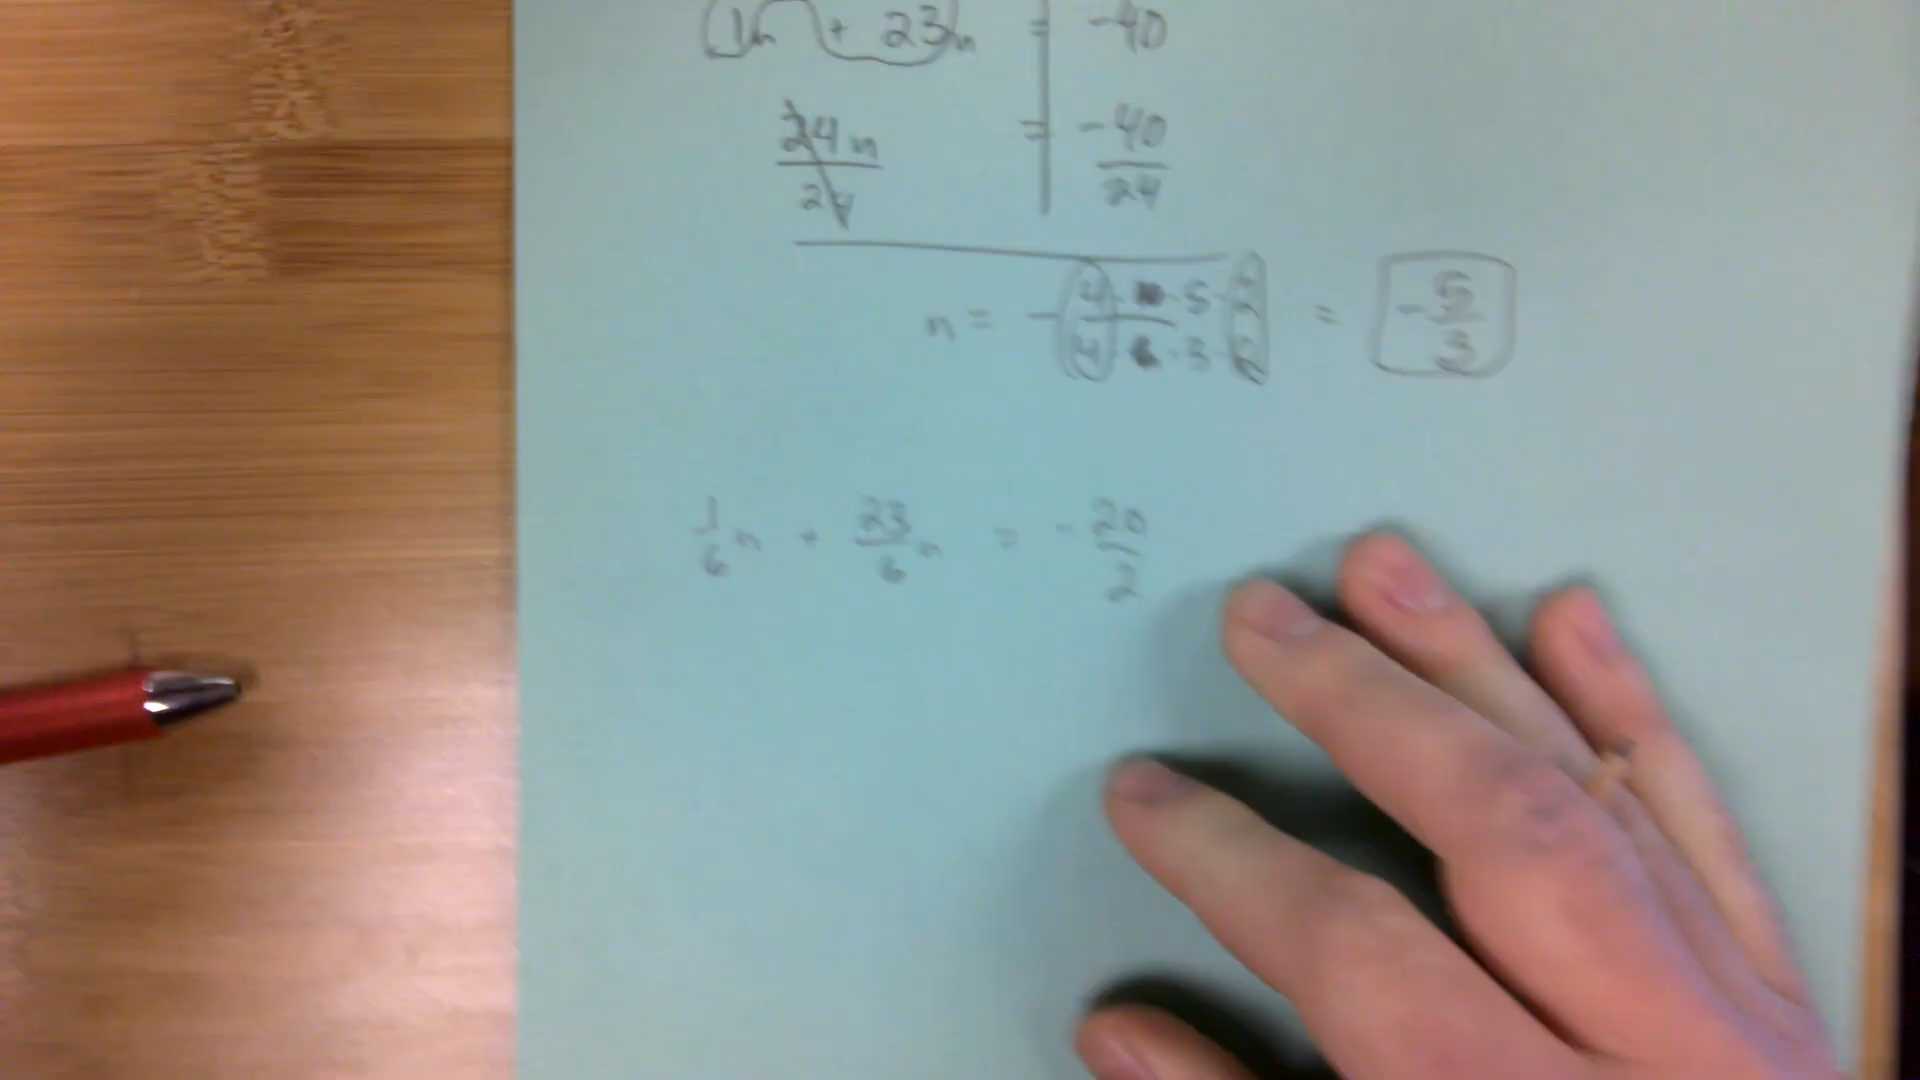 1n + 23n = -40
24n/24 = -40/24
n = - 4· ·5·2/4· ·3·2 = -5/3
1/6 n + 23/6 n = - 20/